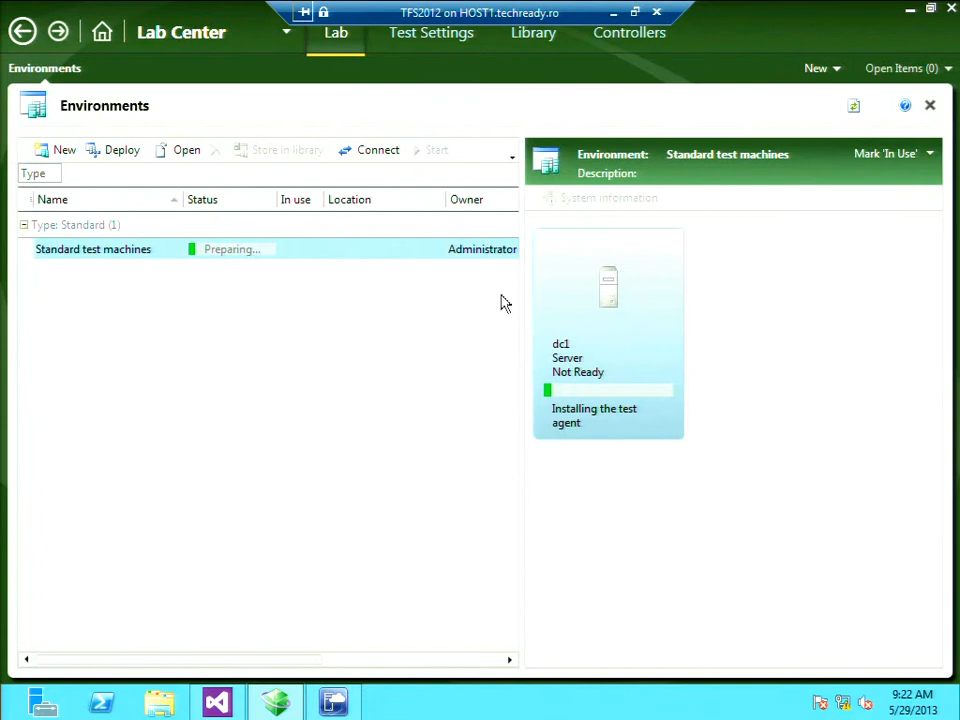 TFS2012 on HOST1.techready.ro
Lab Center
Lab
Test Settings
Library
Controllers
Environments
New
Open Items (0)
Environments
New
Deploy
Open
Store in library
Connect
Start
Type
Name
Status
In use
Location
Owner
Type: Standard (1)
Standard test machines
Preparing...
Administrator
Environment:
Standard test machines
Mark 'In Use'
Description:
System information
dc1
Server
Not Ready
Installing the test
agent
9:22 AM
5/29/2013